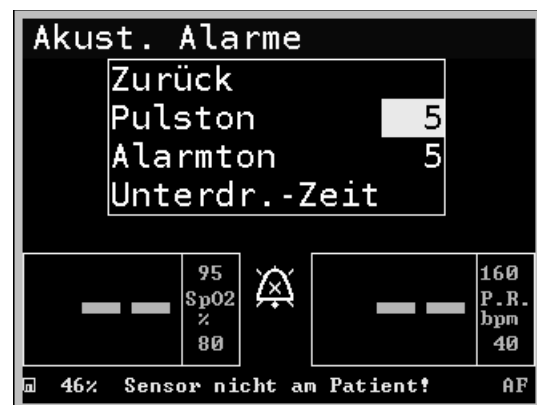 Akust. Alarme
Zurück
Pulston 5
Alarmton 5
Unterdr.-Zeit
-- 95 SpO2 % 80
-- 160 P.R. bpm 40
46% Sensor nicht am Patient! AF